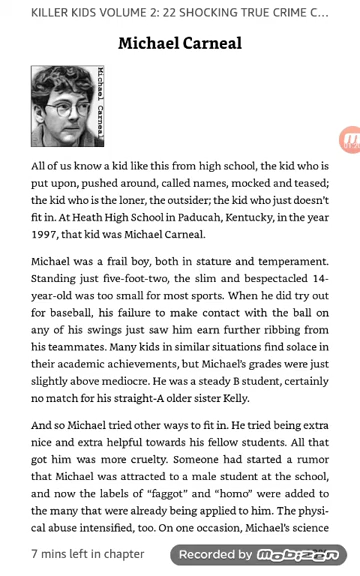 KILLER KIDS VOLUME 2: 22 SHOCKING TRUE CRIME C...
Michael Carneal
Michael Carneal
All of us know a kid like this from high school, the kid who is
put upon, pushed around, called names, mocked and teased;
the kid who is the loner, the outsider; the kid who just doesn't
fit in. At Heath High School in Paducah, Kentucky, in the year
1997, that kid was Michael Carneal.
Michael was a frail boy, both in stature and temperament.
Standing just five-foot-two, the slim and bespectacled 14-
year-old was too small for most sports. When he did try out
for baseball, his failure to make contact with the ball on
any of his swings just saw him earn further ribbing from
his teammates. Many kids in similar situations find solace in
their academic achievements, but Michael's grades were just
slightly above mediocre. He was a steady B student, certainly
no match for his straight-A older sister Kelly.
And so Michael tried other ways to fit in. He tried being extra
nice and extra helpful towards his fellow students. All that
got him was more cruelty. Someone had started a rumor
that Michael was attracted to a male student at the school,
and now the labels of "faggot" and "homo" were added to
the many that were already being applied to him. The physi-
cal abuse intensified, too. On one occasion, Michael's science
7 mins left in chapter
Recorded by Mobizen